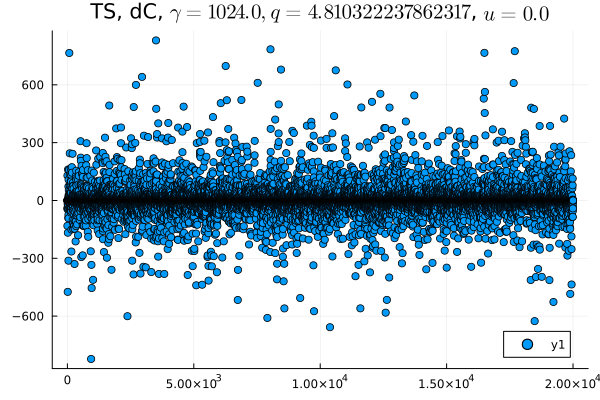 TS, dC, γ = 1024.0, q = 4.810322237862317, u = 0.0
600
300
0
−300
−600
y1
0 5.00×10³ 1.00×10⁴ 1.50×10⁴ 2.00×10⁴